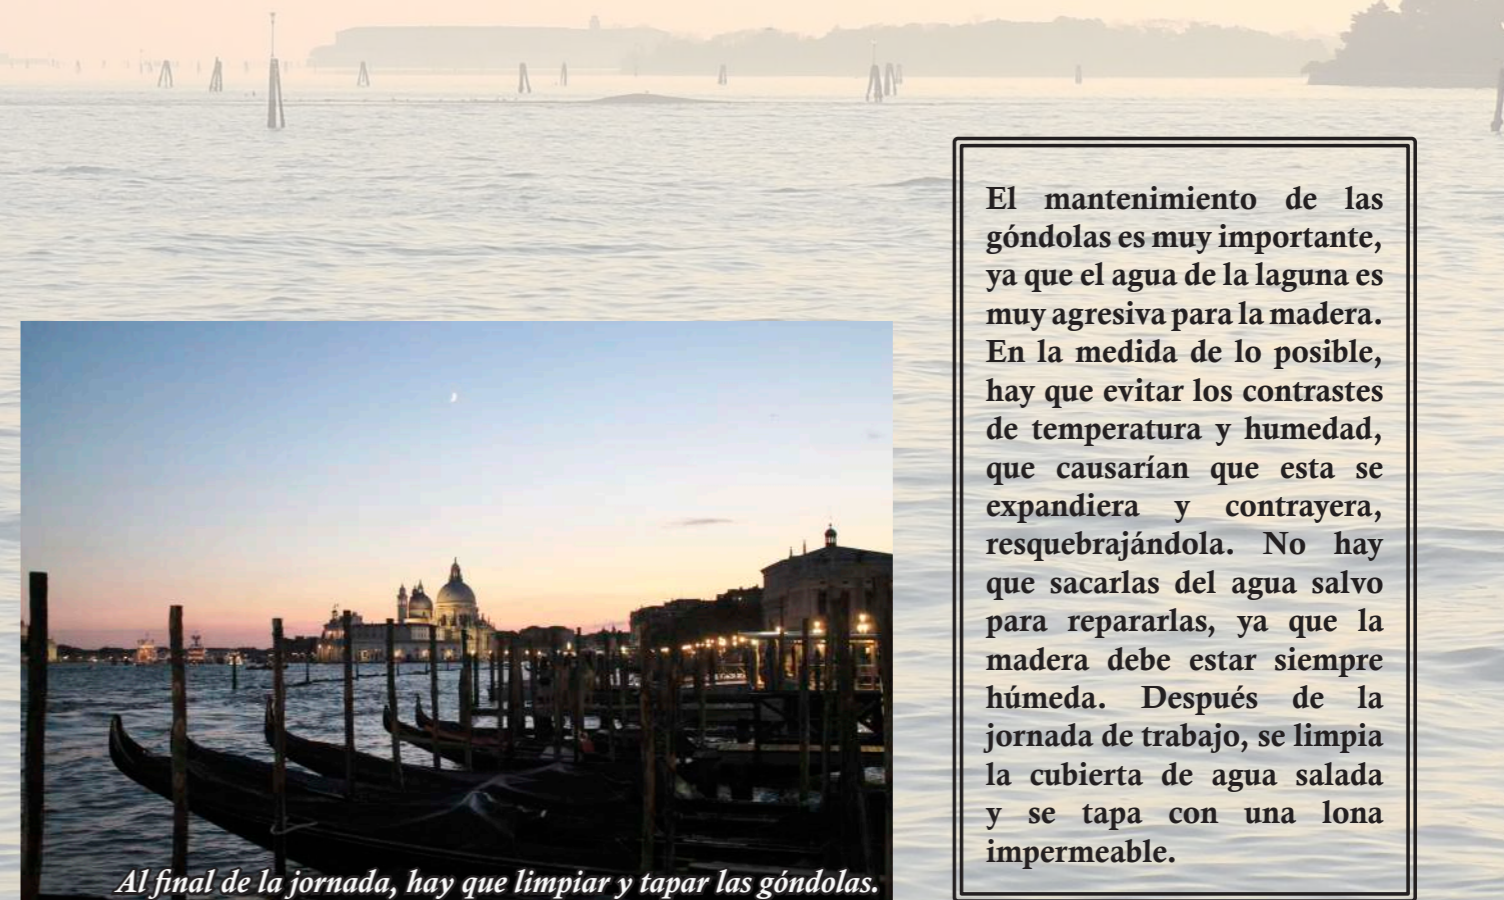 El mantenimiento de las
góndolas es muy importante,
ya que el agua de la laguna es
muy agresiva para la madera.
En la medida de lo posible,
hay que evitar los contrastes
de temperatura y humedad,
que causarían que esta se
expandiera y contrayera,
resquebrajándola. No hay
que sacarlas del agua salvo
para repararlas, ya que la
madera debe estar siempre
húmeda. Después de la
jornada de trabajo, se limpia
la cubierta de agua salada
y se tapa con una lona
impermeable.
Al final de la jornada, hay que limpiar y tapar las góndolas.